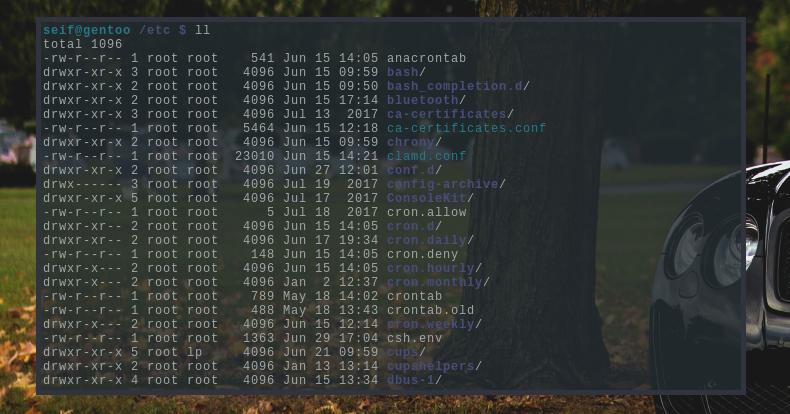 seif@gentoo /etc $ ll
total 1096
-rw-r--r-- 1 root root    541 Jun 15 14:05 anacrontab
drwxr-xr-x 3 root root   4096 Jun 15 09:59 bash/
drwxr-xr-x 2 root root   4096 Jun 15 09:50 bash_completion.d/
drwxr-xr-x 2 root root   4096 Jun 15 17:14 bluetooth/
drwxr-xr-x 3 root root   4096 Jul 13  2017 ca-certificates/
-rw-r--r-- 1 root root   5464 Jun 15 12:18 ca-certificates.conf
drwxr-xr-x 2 root root   4096 Jun 15 09:59 chrony/
-rw-r--r-- 1 root root  23010 Jun 15 14:21 clamd.conf
drwxr-xr-x 2 root root   4096 Jun 27 12:01 conf.d/
drwx------ 3 root root   4096 Jul 19  2017 config-archive/
drwxr-xr-x 5 root root   4096 Jul 17  2017 ConsoleKit/
-rw-r--r-- 1 root root      5 Jul 18  2017 cron.allow
drwxr-xr-- 2 root root   4096 Jun 15 14:05 cron.d/
drwxr-xr-- 2 root root   4096 Jun 17 19:34 cron.daily/
-rw-r--r-- 1 root root    148 Jun 15 14:05 cron.deny
drwxr-x--- 2 root root   4096 Jun 15 14:05 cron.hourly/
drwxr-x--- 2 root root   4096 Jan  2 12:37 cron.monthly/
-rw-r--r-- 1 root root    789 May 18 14:02 crontab
-rw-r--r-- 1 root root    488 May 18 13:43 crontab.old
drwxr-x--- 2 root root   4096 Jun 15 12:14 cron.weekly/
-rw-r--r-- 1 root root   1363 Jun 29 17:04 csh.env
drwxr-xr-x 5 root lp     4096 Jun 21 09:59 cups/
drwxr-xr-x 2 root root   4096 Jan 13 13:14 cupshelpers/
drwxr-xr-x 4 root root   4096 Jun 15 13:34 dbus-1/